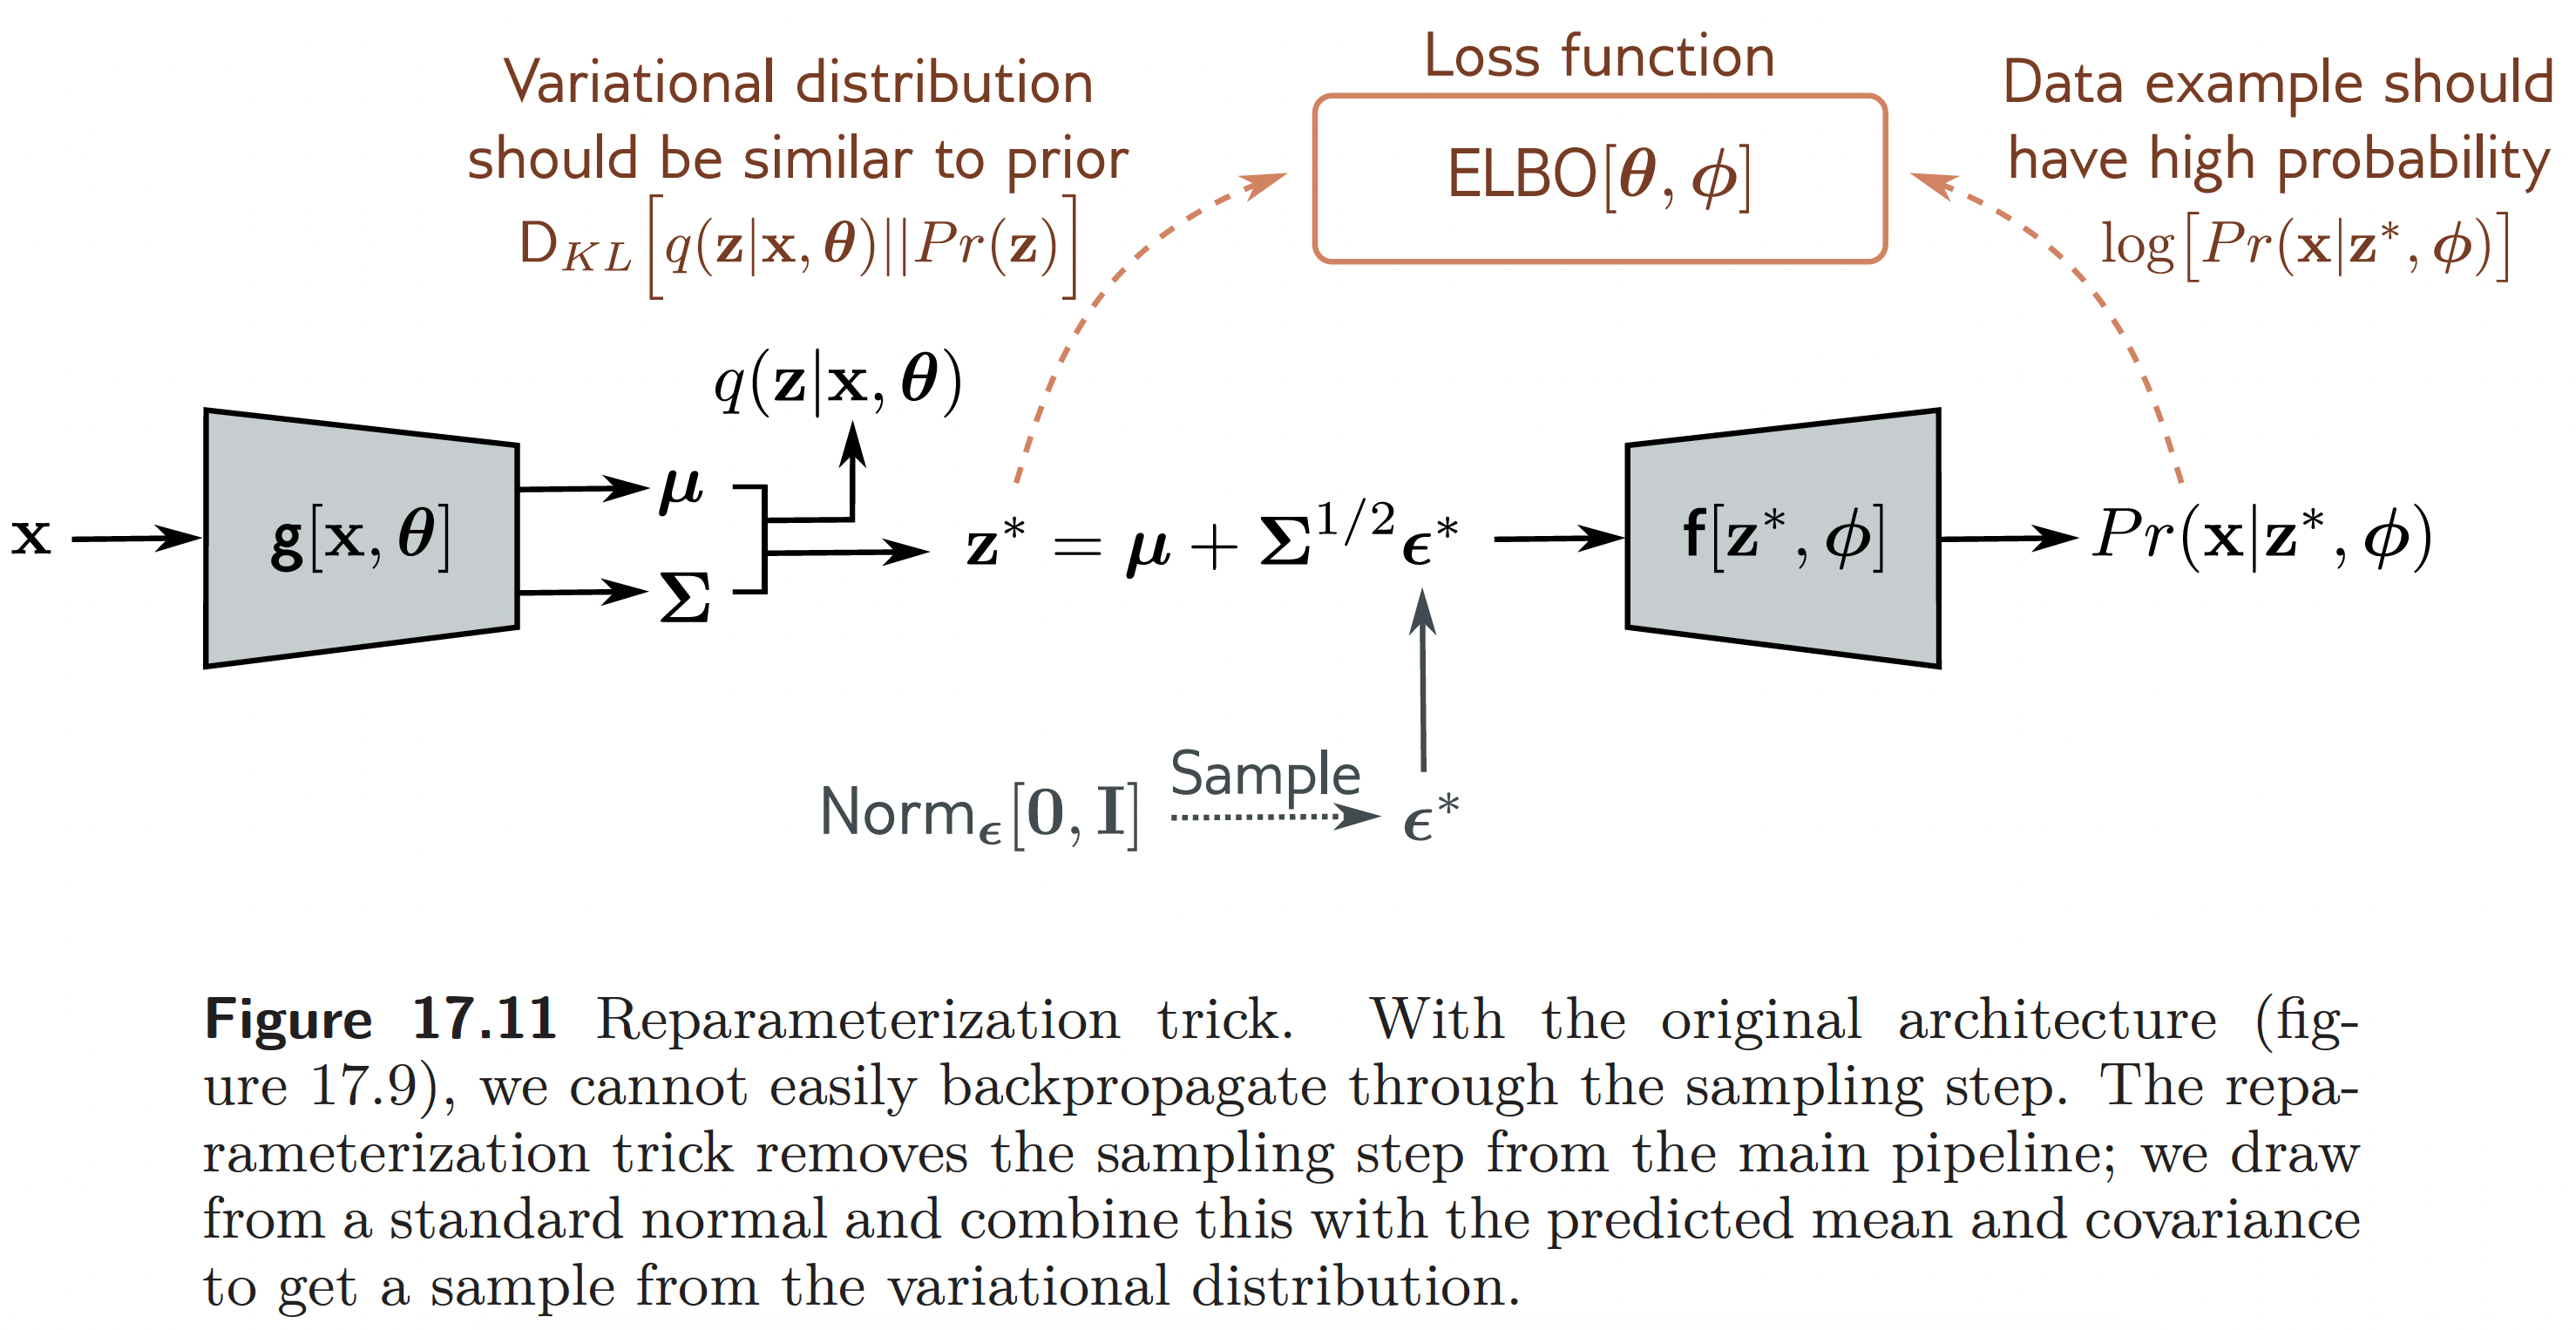 Variational distribution
should be similar to prior
D_{KL}[q(z|x, θ)||Pr(z)]
Loss function
ELBO[θ, ϕ]
Data example should
have high probability
log[Pr(x|z*, ϕ)]
q(z|x, θ)
x
g[x, θ]
μ
Σ
z* = μ + Σ^{1/2}ϵ*
f[z*, ϕ]
Pr(x|z*, ϕ)
Norm_ϵ[0, I]
Sample
ϵ*
Figure 17.11 Reparameterization trick. With the original architecture (fig-
ure 17.9), we cannot easily backpropagate through the sampling step. The repa-
rameterization trick removes the sampling step from the main pipeline; we draw
from a standard normal and combine this with the predicted mean and covariance
to get a sample from the variational distribution.